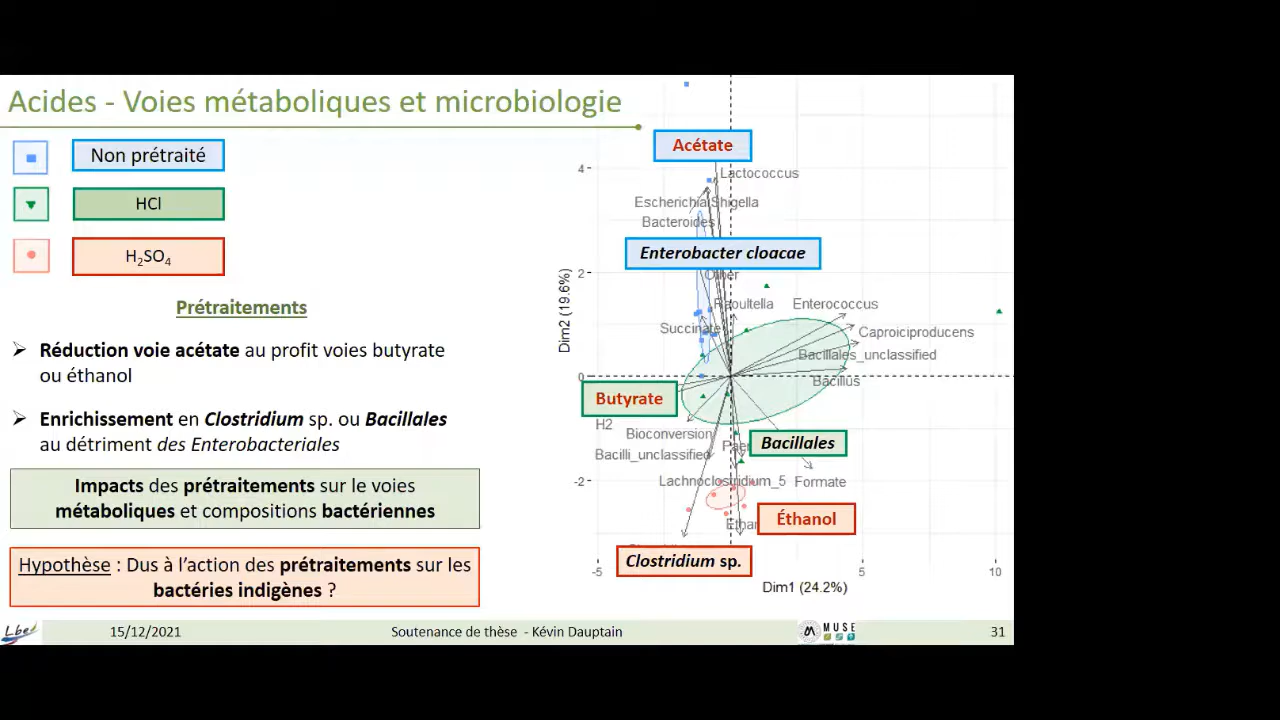 Acides - Voies métaboliques et microbiologie
Non prétraité
HCl
H₂SO₄
Prétraitements
Réduction voie acétate au profit voies butyrate
ou éthanol
Enrichissement en Clostridium sp. ou Bacillales
au détriment des Enterobacteriales
Impacts des prétraitements sur le voies
métaboliques et compositions bactériennes
Hypothèse : Dus à l'action des prétraitements sur les
bactéries indigènes ?
Acétate
4
Lactococcus
Escherichia/Shigella
Bacteroides
Enterobacter cloacae
2
Other
Raoultella
Enterococcus
Succinate
Caproiciproducens
Bacillales_unclassified
0
Bacillus
Butyrate
H2
Bioconversion
Bacillales
Bacilli_unclassified
-2
Lachnoclostridium_5
Formate
Éthanol
Clostridium sp.
Dim2 (19.6%)
-5
5
10
Dim1 (24.2%)
Lbe
15/12/2021
Soutenance de thèse - Kévin Dauptain
MUSE
31